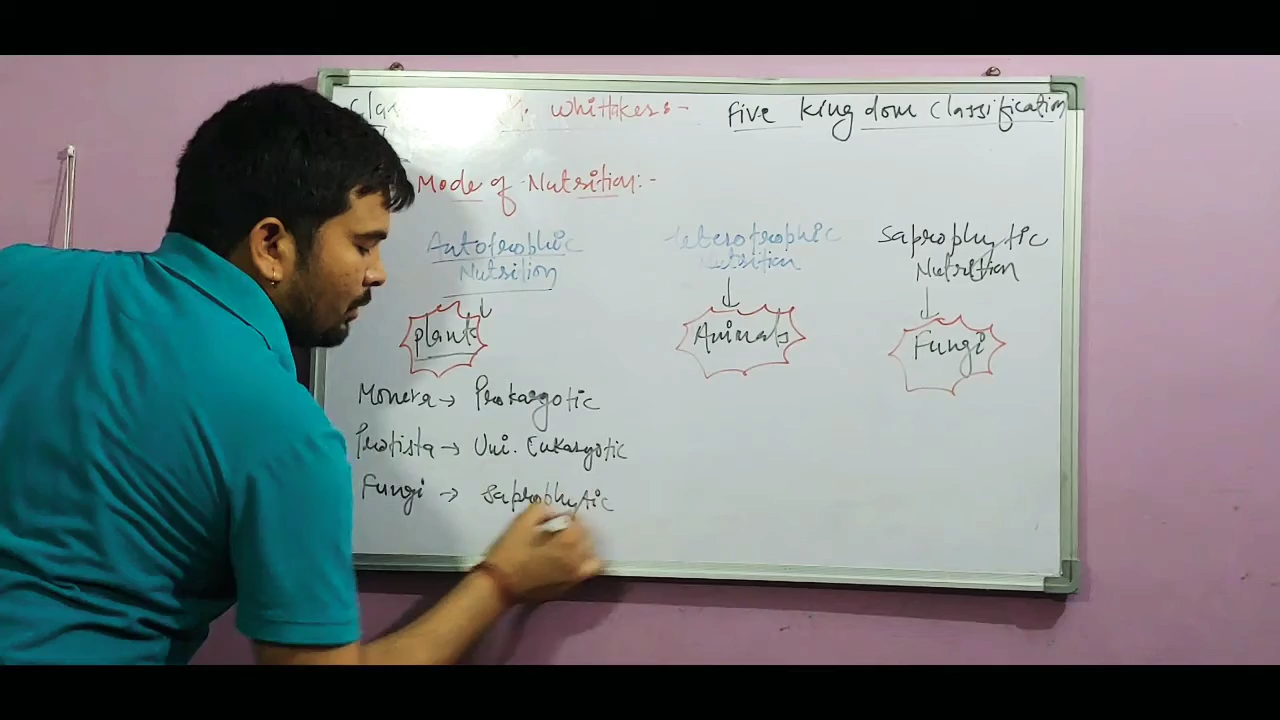 Whittkes:- Five Kingdom Classification
Mode of Nutrition:-
Autotrophic
Nutrition
Heterotrophic
Nutrition
Saprophytic
Nutrition
plants
Animals
Fungi
Monera → Prokaryotic
Protista → Uni. Eukaryotic
Fungi → Saprophytic